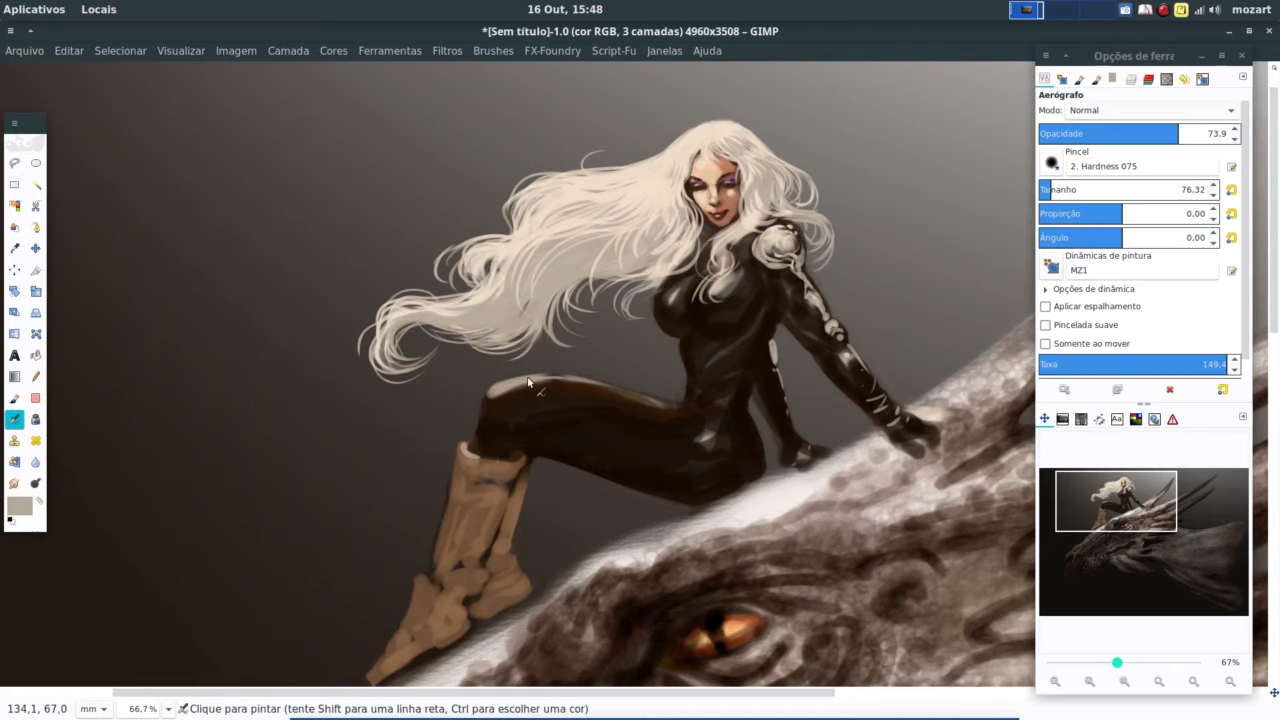 Aplicativos Locais 16 Out, 15:48 mozart
*[Sem título]-1.0 (cor RGB, 3 camadas) 4960x3508 – GIMP
Arquivo Editar Selecionar Visualizar Imagem Camada Cores Ferramentas Filtros Brushes FX-Foundry Script-Fu Janelas Ajuda
Opções de ferra
Aerógrafo
Modo: Normal
Opacidade 73,9
Pincel
2. Hardness 075
Tamanho 76,32
Proporção 0,00
Ângulo 0,00
Dinâmicas de pintura
MZ1
Opções de dinâmica
Aplicar espalhamento
Pincelada suave
Somente ao mover
Taxa 149,4
67%
134,1, 67,0 mm 66,7% Clique para pintar (tente Shift para uma linha reta, Ctrl para escolher uma cor)